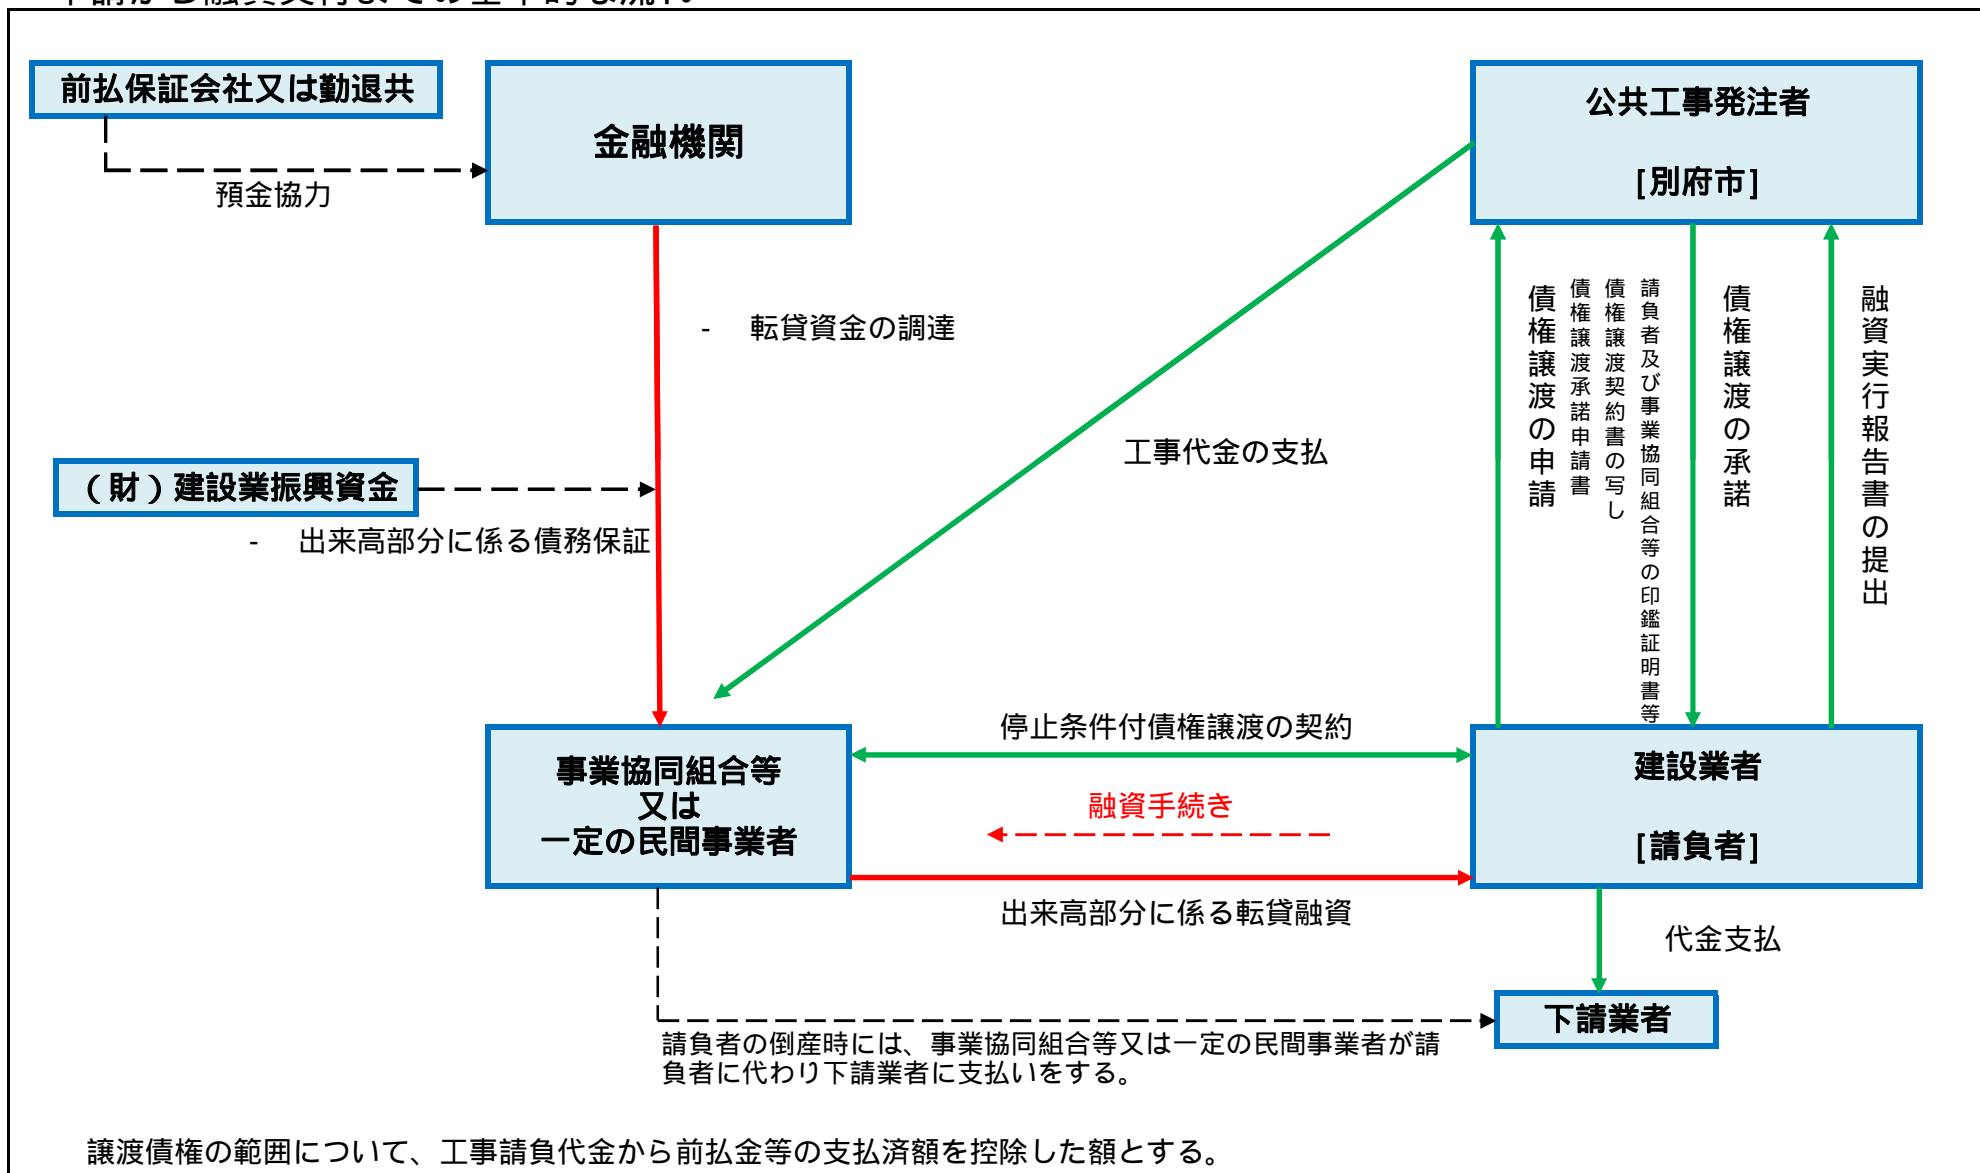 前払保証会社又は勤退共
金融機関
公共工事発注者
[別府市]
預金協力
- 転貸資金の調達
工事代金の支払
（財）建設業振興資金
- 出来高部分に係る債務保証
債権譲渡の申請
債権譲渡承諾申請書
債権譲渡契約書の写し
請負者及び事業協同組合等の印鑑証明書等
債権譲渡の承諾
融資実行報告書の提出
停止条件付債権譲渡の契約
事業協同組合等
又は
一定の民間事業者
融資手続き
建設業者
[請負者]
出来高部分に係る転貸融資
代金支払
下請業者
請負者の倒産時には、事業協同組合等又は一定の民間事業者が請
負者に代わり下請業者に支払いをする。
譲渡債権の範囲について、工事請負代金から前払金等の支払済額を控除した額とする。